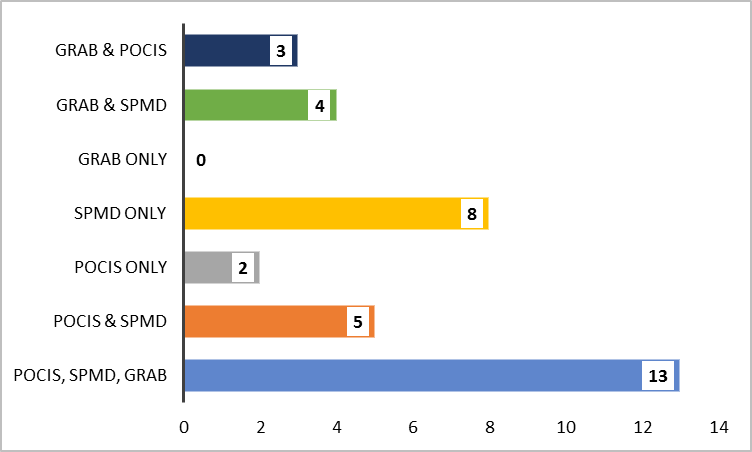 GRAB & POCIS 3
GRAB & SPMD 4
GRAB ONLY 0
SPMD ONLY 8
POCIS ONLY 2
POCIS & SPMD 5
POCIS, SPMD, GRAB 13
0 2 4 6 8 10 12 14